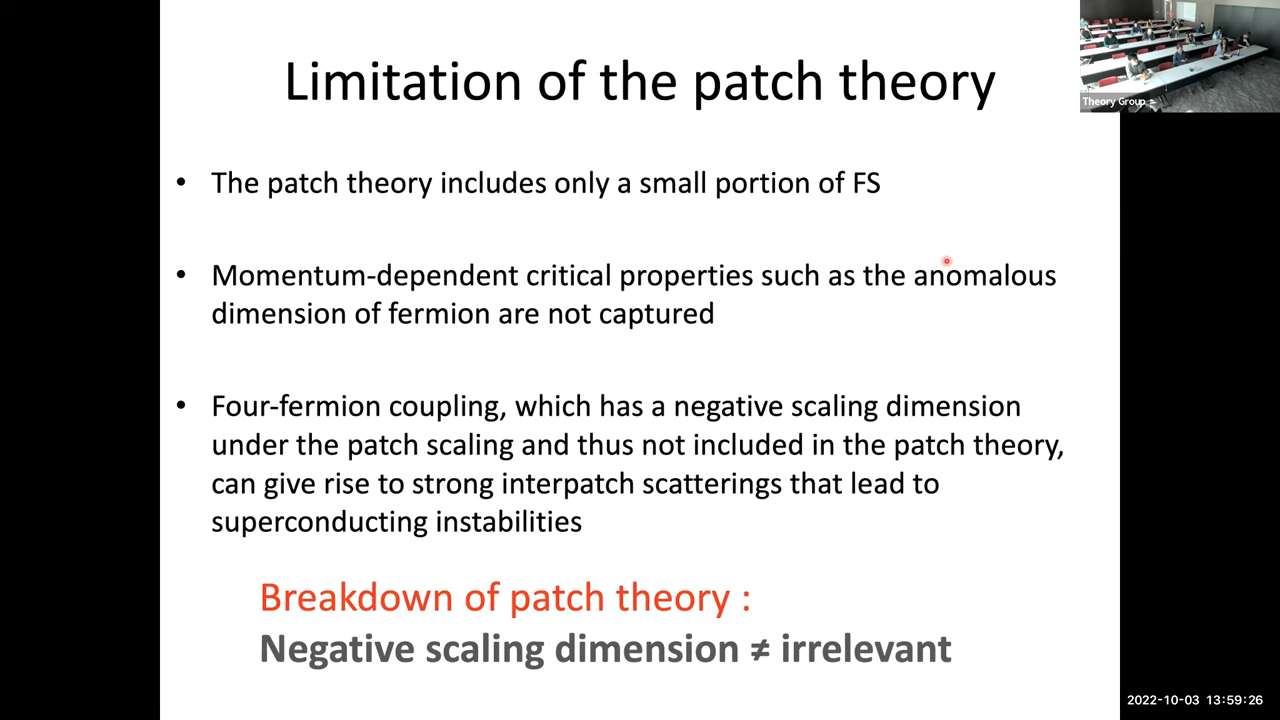 Limitation of the patch theory
Theory Group
• The patch theory includes only a small portion of FS
• Momentum-dependent critical properties such as the anomalous
dimension of fermion are not captured
• Four-fermion coupling, which has a negative scaling dimension
under the patch scaling and thus not included in the patch theory,
can give rise to strong interpatch scatterings that lead to
superconducting instabilities
Breakdown of patch theory :
Negative scaling dimension ≠ irrelevant
2022-10-03 13:59:26